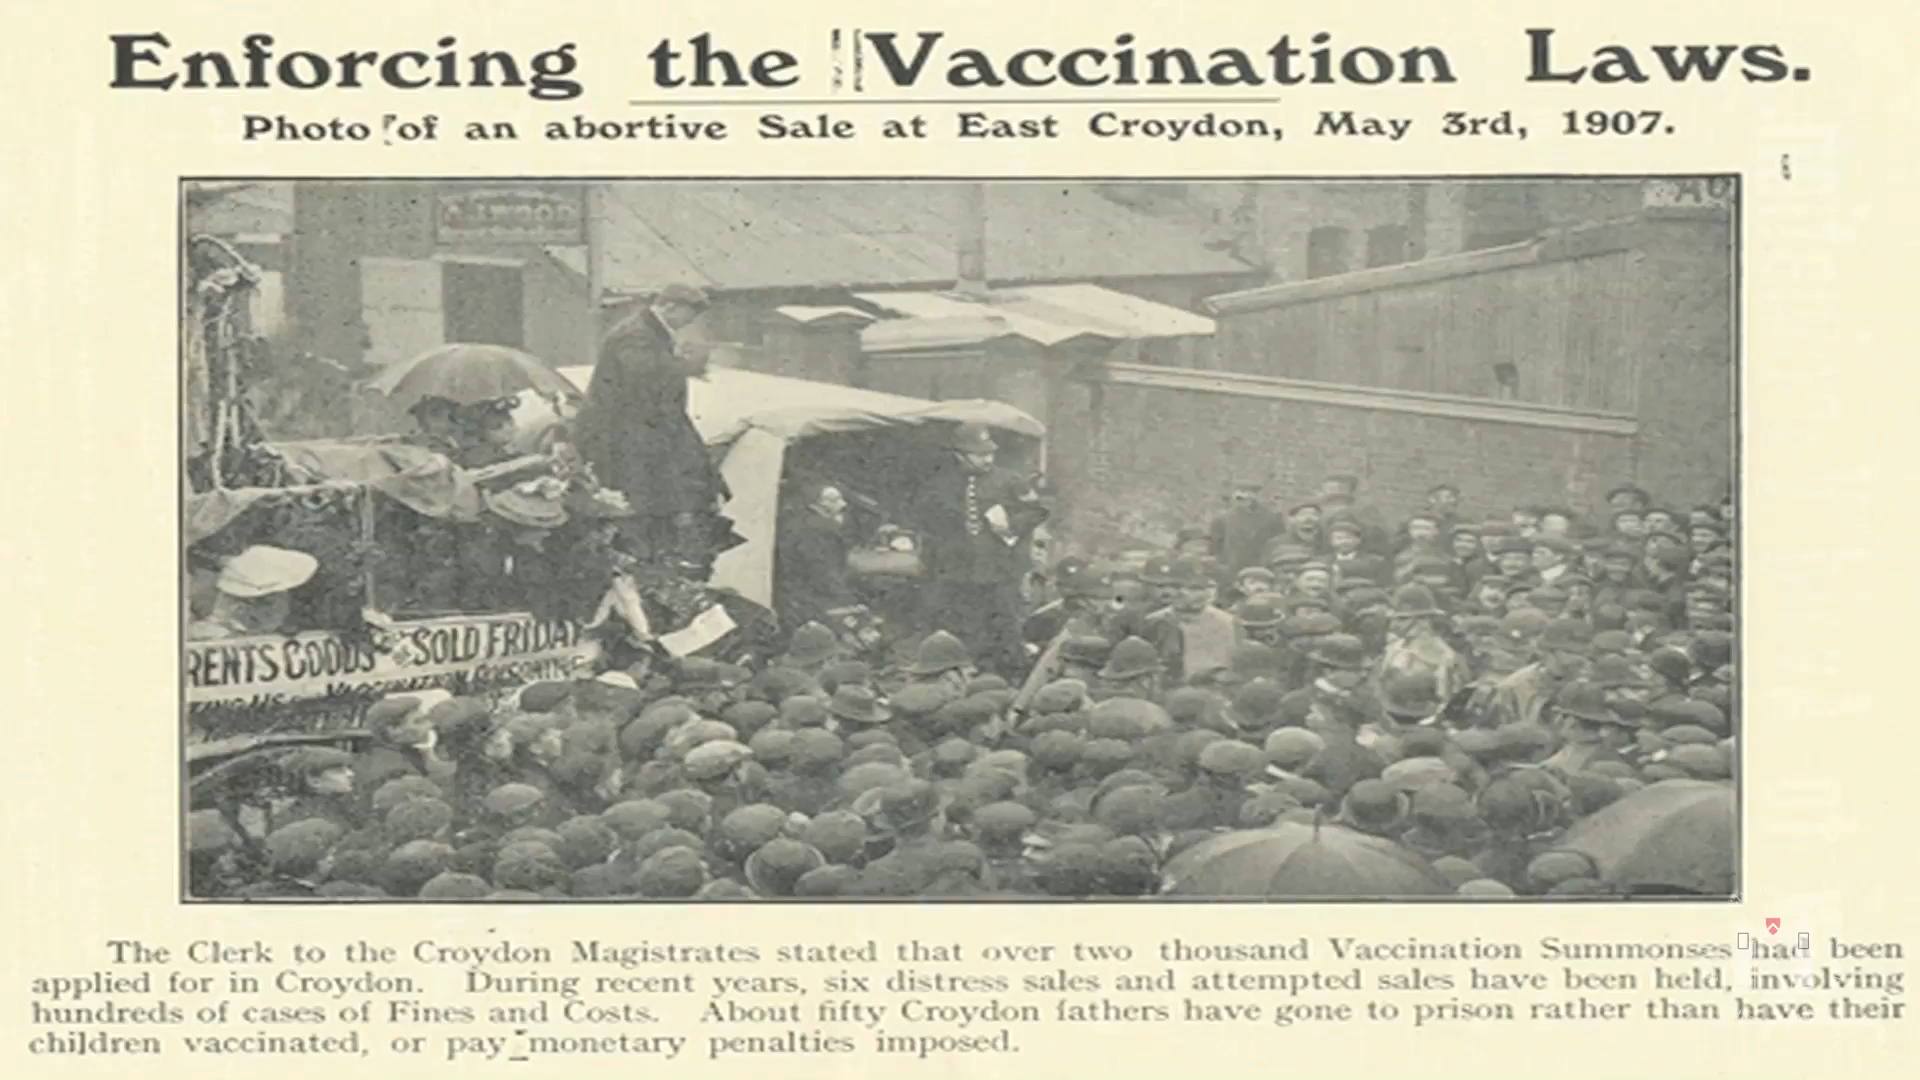 Enforcing the Vaccination Laws.
Photo of an abortive Sale at East Croydon, May 3rd, 1907.
A.J. WOOD
RENTS GOODS SOLD FRIDAY
VACCINATION
The Clerk to the Croydon Magistrates stated that over two thousand Vaccination Summonses had been
applied for in Croydon. During recent years, six distress sales and attempted sales have been held, involving
hundreds of cases of Fines and Costs. About fifty Croydon fathers have gone to prison rather than have their
children vaccinated, or pay monetary penalties imposed.